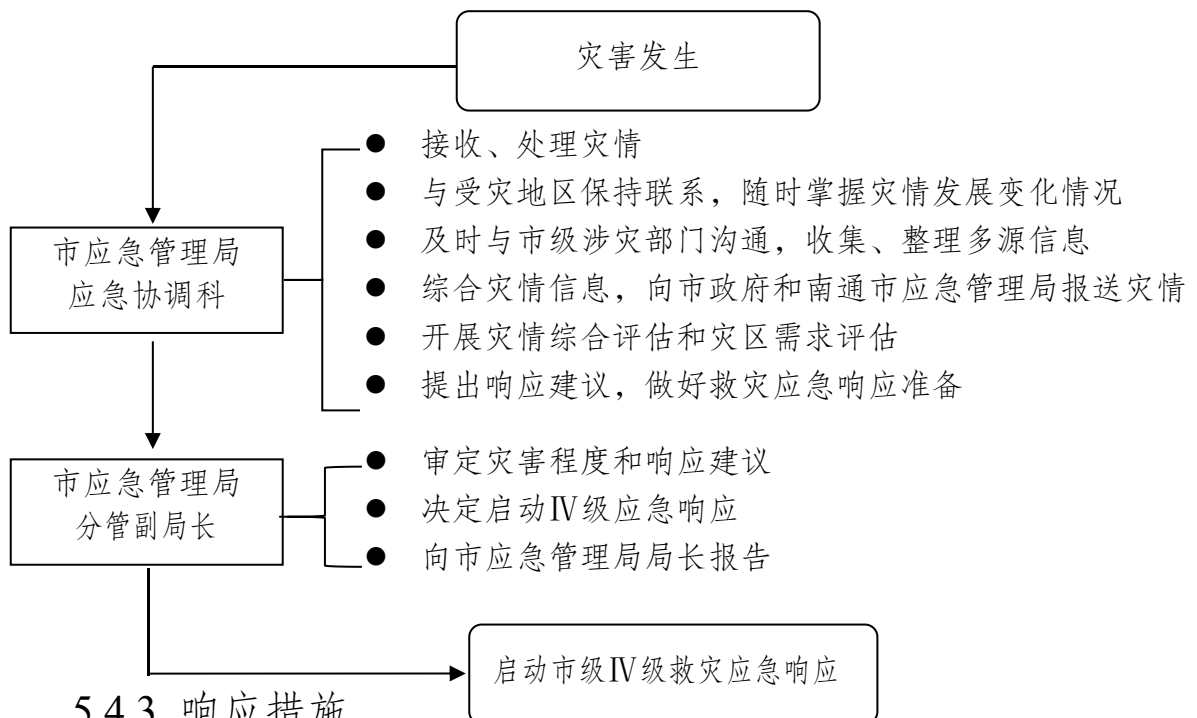 灾害发生
● 接收、处理灾情
● 与受灾地区保持联系，随时掌握灾情发展变化情况
● 及时与市级涉灾部门沟通，收集、整理多源信息
● 综合灾情信息，向市政府和南通市应急管理局报送灾情
● 开展灾情综合评估和灾区需求评估
● 提出响应建议，做好救灾应急响应准备
市应急管理局
应急协调科
● 审定灾害程度和响应建议
● 决定启动Ⅳ级应急响应
● 向市应急管理局局长报告
市应急管理局
分管副局长
启动市级Ⅳ级救灾应急响应
5.4.3 响应措施